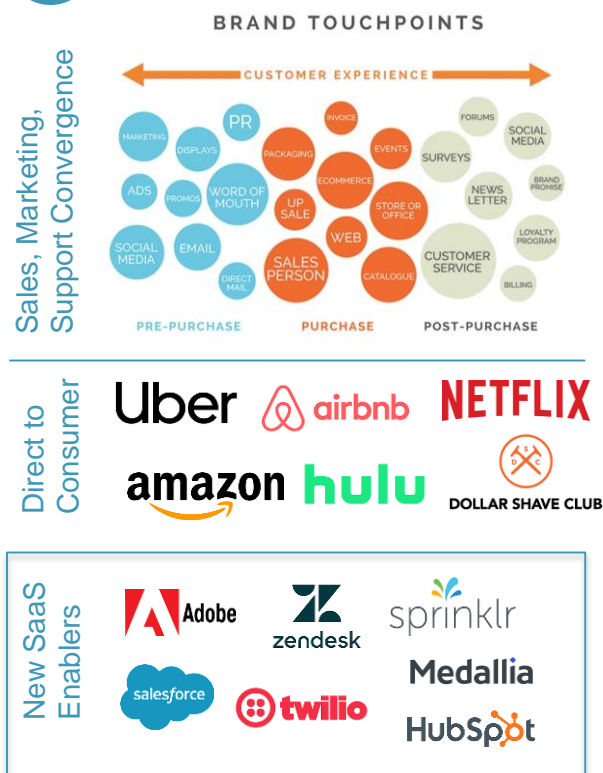 BRAND TOUCHPOINTS
CUSTOMER EXPERIENCE
Sales, Marketing,
Support Convergence
MARKETING
DISPLAYS
PR
ADS
PROMOS
WORD OF
MOUTH
SOCIAL
MEDIA
EMAIL
DIRECT
MAIL
PRE-PURCHASE
INVOICE
PACKAGING
EVENTS
ECOMMERCE
UP
SALE
STORE OR
OFFICE
WEB
SALES
PERSON
CATALOGUE
PURCHASE
FORUMS
SOCIAL
MEDIA
SURVEYS
NEWS
LETTER
BRAND
PROMISE
CUSTOMER
SERVICE
LOYALTY
PROGRAM
BILLING
POST-PURCHASE
Direct to
Consumer
Uber
airbnb
NETFLIX
amazon
hulu
D S C
DOLLAR SHAVE CLUB
New SaaS
Enablers
Adobe
zendesk
sprinklr
salesforce
twilio
Medallia
HubSpot